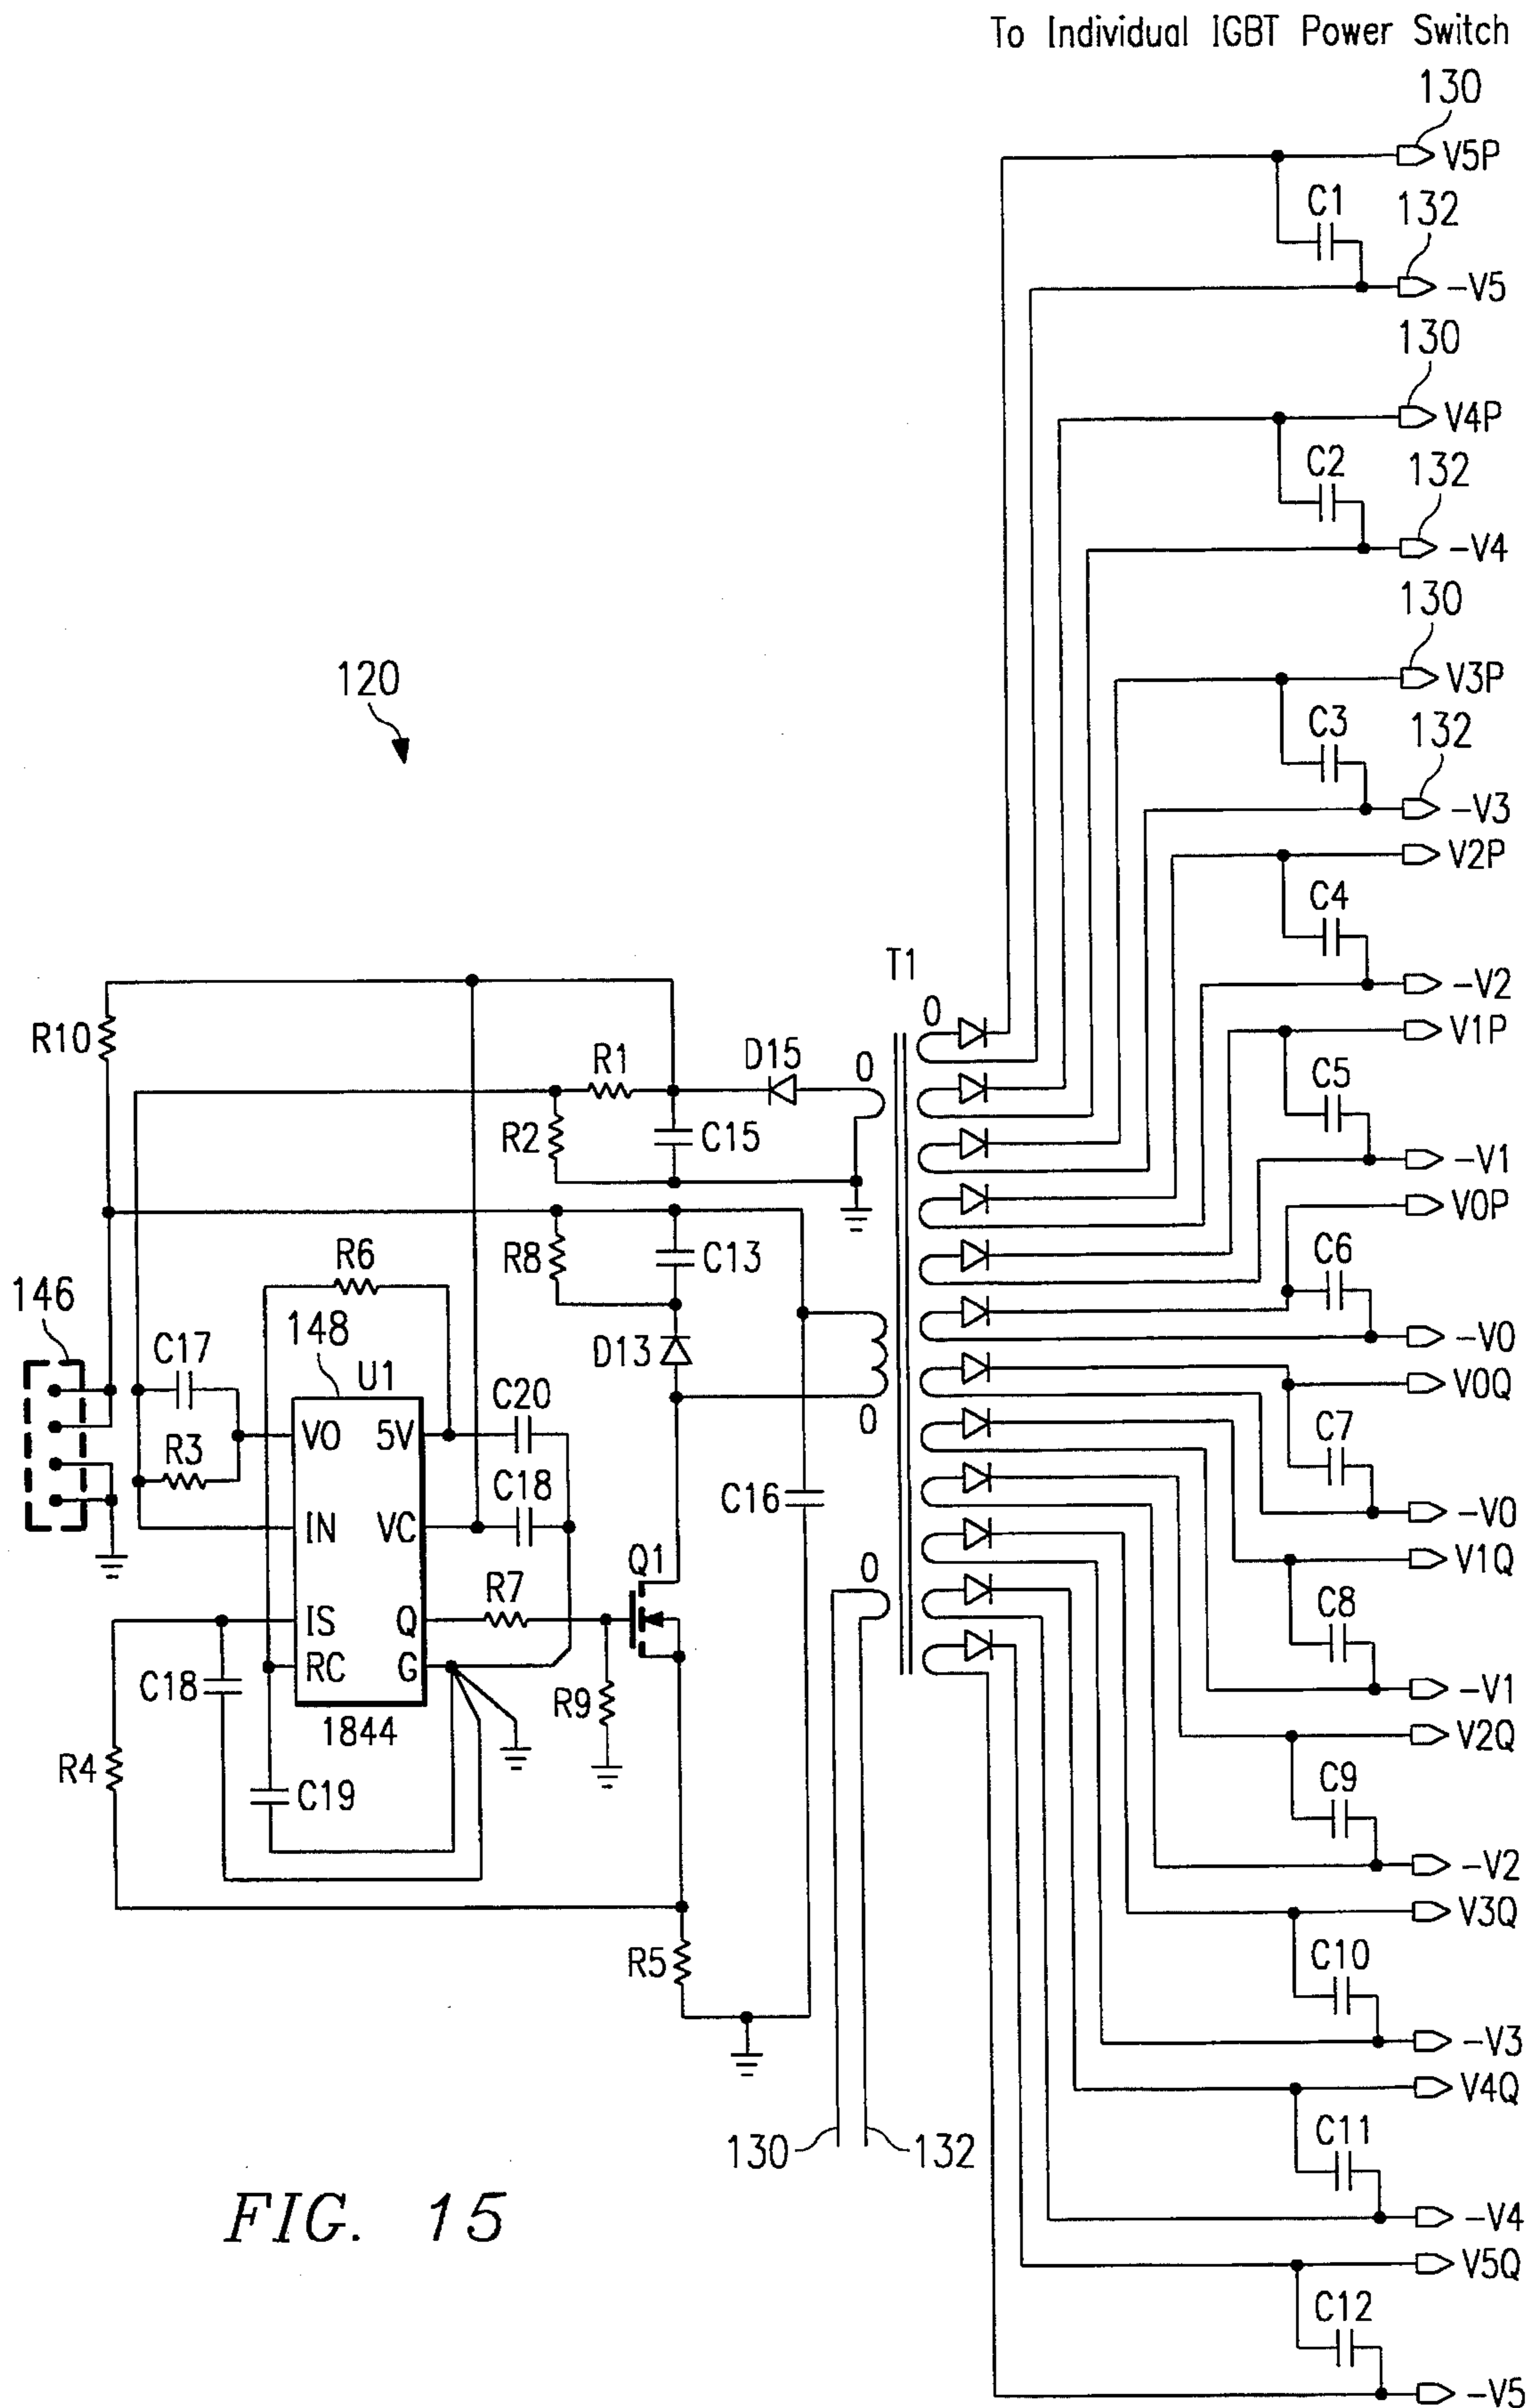 To Individual IGBT Power Switch
130
V5P
C1
132
-V5
130
V4P
C2
132
-V4
130
V3P
120
C3
132
-V3
V2P
C4
T1
-V2
0
V1P
R10
R1
D15
0
C5
R2
C15
-V1
V0P
R8
C13
C6
R6
146
148
D13
-V0
C17
U1
V0Q
C20
0
VO
5V
C7
R3
C18
C16
IN
VC
-V0
Q1
0
V1Q
R7
IS
Q
C8
C18
RC
G
R9
-V1
1844
V2Q
R4
C19
C9
-V2
V3Q
R5
C10
-V3
V4Q
130
132
C11
FIG. 15
-V4
V5Q
C12
-V5